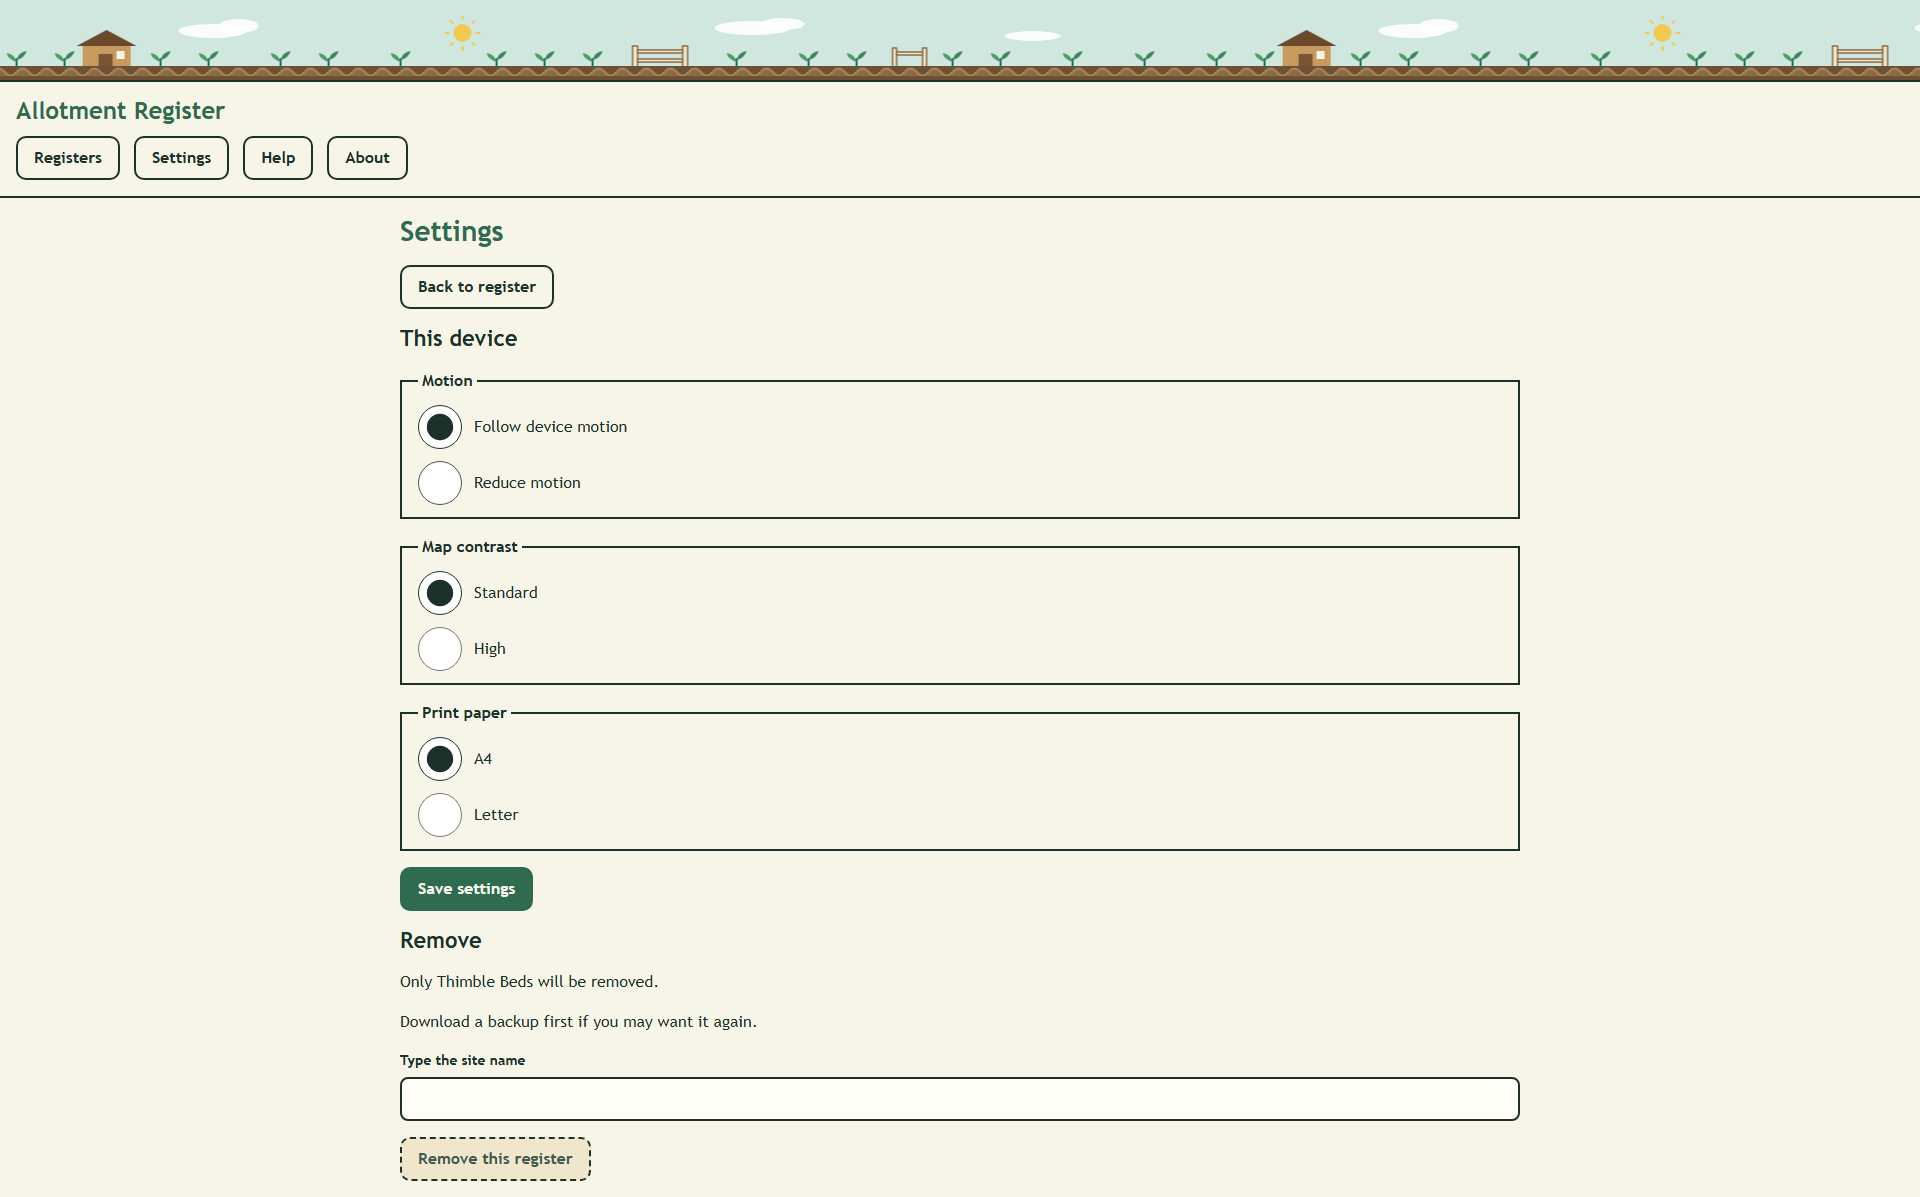 Allotment Register
Registers Settings Help About
Settings
Back to register
This device
Motion
Follow device motion
Reduce motion
Map contrast
Standard
High
Print paper
A4
Letter
Save settings
Remove
Only Thimble Beds will be removed.
Download a backup first if you may want it again.
Type the site name
Remove this register